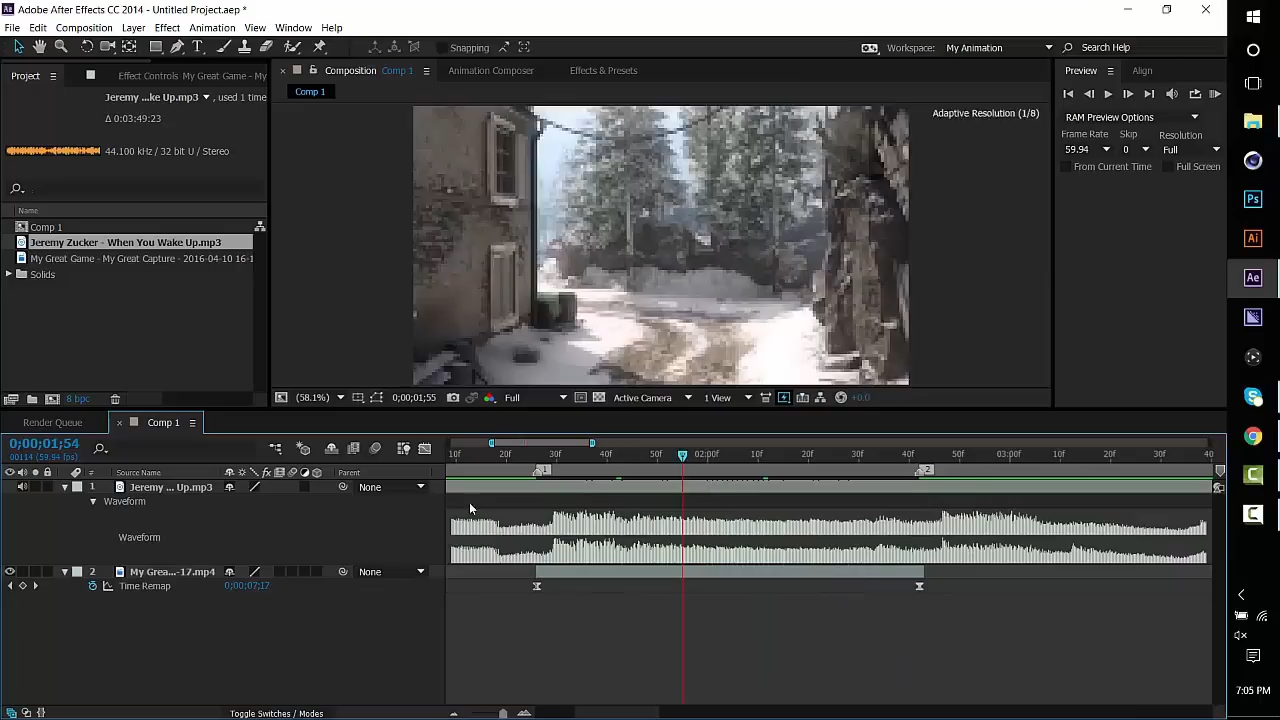 Adobe After Effects CC 2014 - Untitled Project.aep *
File Edit Composition Layer Effect Animation View Window Help
Snapping
Workspace: My Animation
Search Help
Project
Effect Controls My Great Game - My
Composition Comp 1
Animation Composer
Effects & Presets
Preview
Align
Comp 1
Jeremy ...ke Up.mp3 , used 1 time
Δ 0:03:49:23
44.100 kHz / 32 bit U / Stereo
Adaptive Resolution (1/8)
RAM Preview Options
Frame Rate Skip Resolution
59.94 0 Full
From Current Time Full Screen
Name
Comp 1
Jeremy Zucker - When You Wake Up.mp3
My Great Game - My Great Capture - 2016-04-10 16-1
Solids
8 bpc
(58.1%)
0;00;01;55
Full
Active Camera
1 View
+0.0
Render Queue
Comp 1
0;00;01;54
00114 (59.94 fps)
10f 20f 30f 40f 50f 02:00f 10f 20f 30f 40f 50f 03:00f 10f 20f 30f 40
# Source Name
Parent
1 2
1 Jeremy ... Up.mp3 None
Waveform
Waveform
2 My Grea...-17.mp4 None
Time Remap 0;00;07;17
Toggle Switches / Modes
Ps
Ai
Ae
7:05 PM